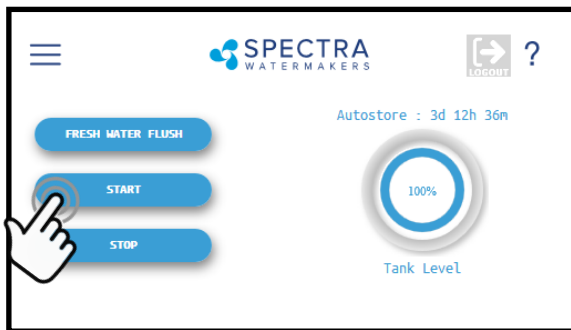 SPECTRA
WATERMAKERS
LOGOUT
?
Autostore : 3d 12h 36m
FRESH WATER FLUSH
START
100%
STOP
Tank Level